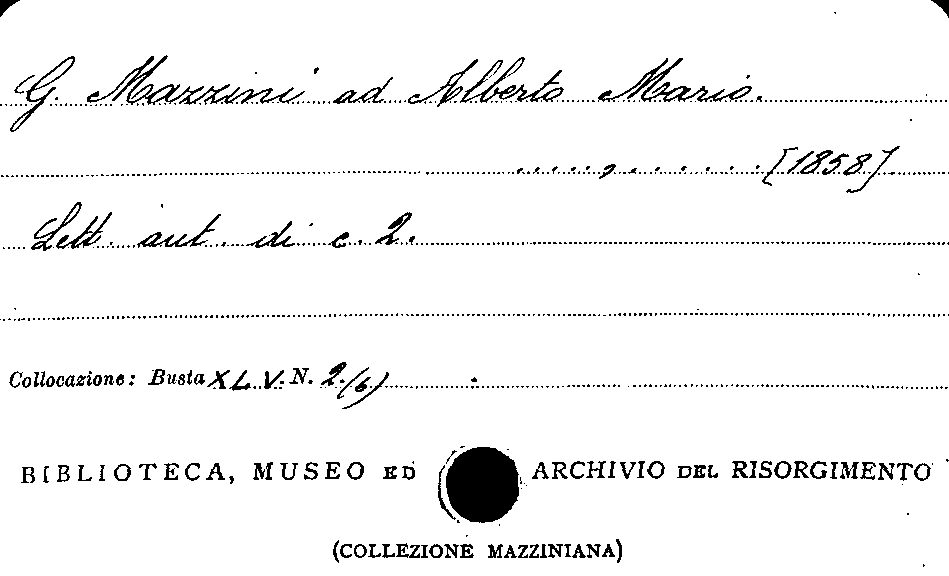 G. Mazzini ad Alberto Mario.
....., ....... [1858]
Lett. aut. di c. 2.
Collocazione: Busta XLV. N. 2.(6)
BIBLIOTECA, MUSEO ED ARCHIVIO DEL RISORGIMENTO
(COLLEZIONE MAZZINIANA)